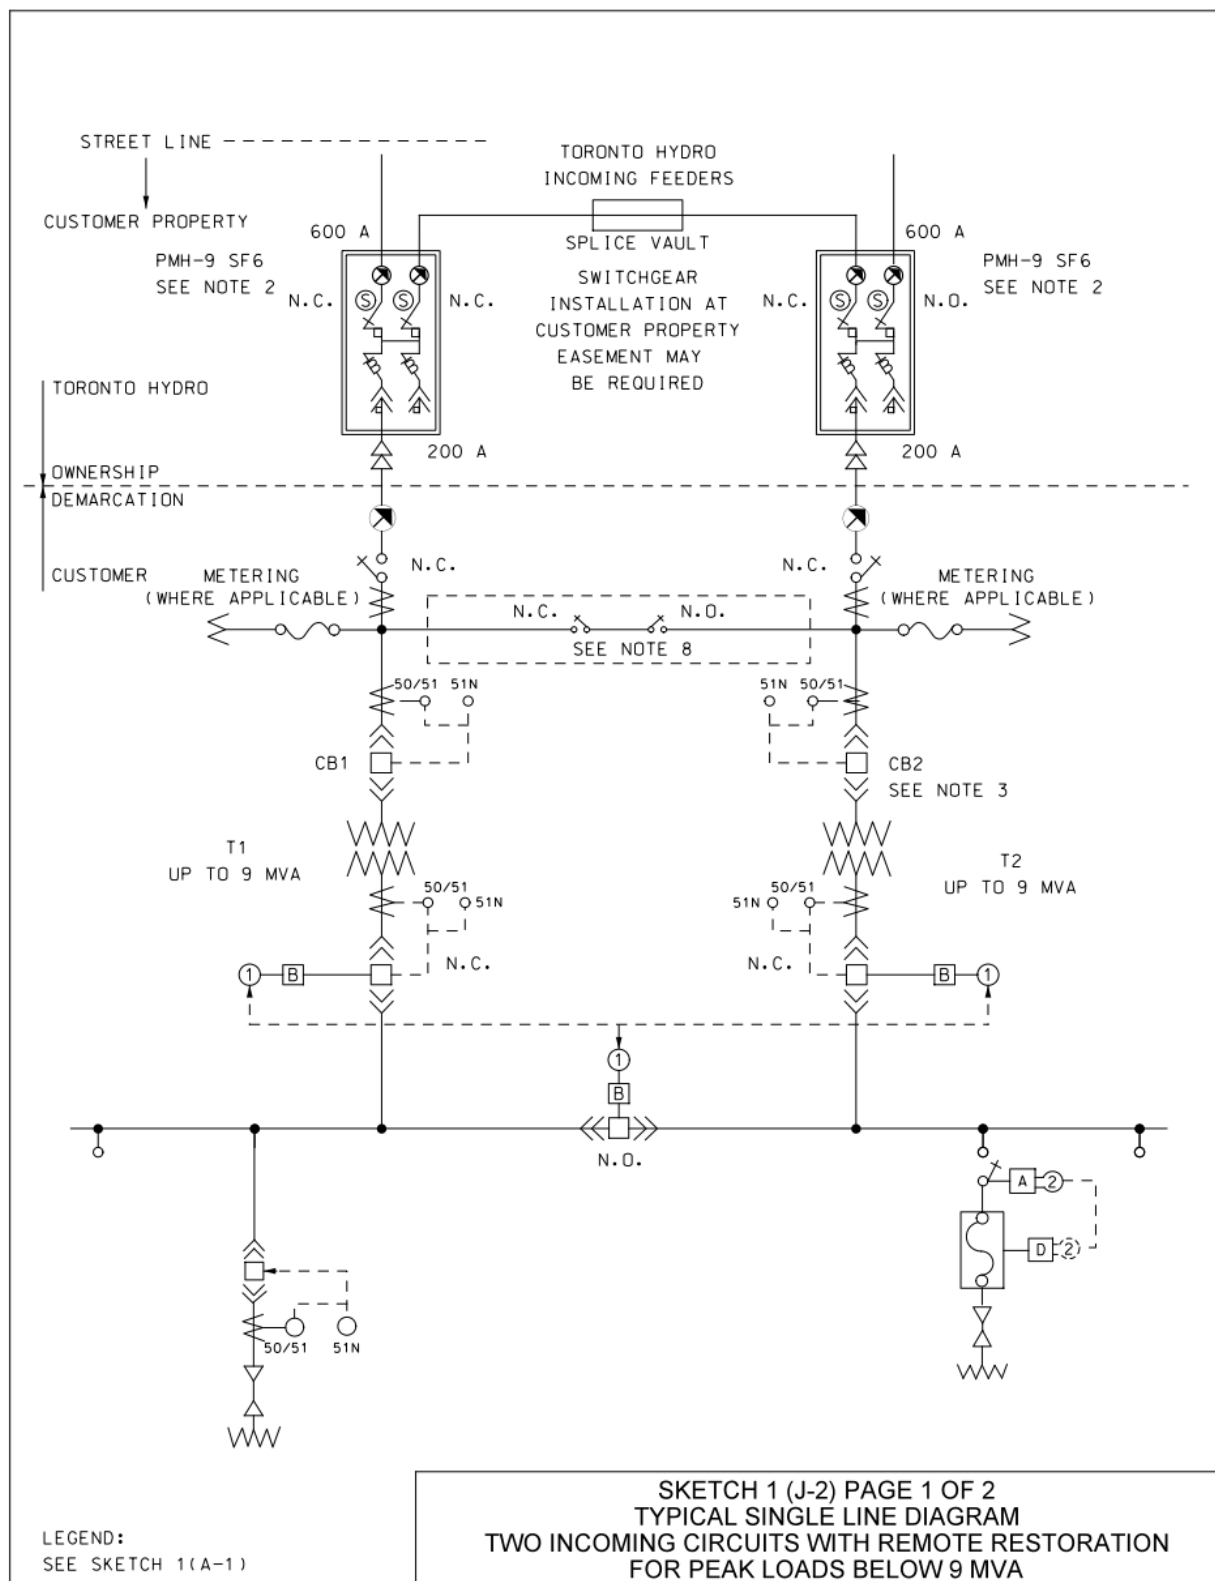 STREET LINE
TORONTO HYDRO
INCOMING FEEDERS
CUSTOMER PROPERTY
600 A
SPLICE VAULT
600 A
PMH-9 SF6
SEE NOTE 2
N.C.
S
S
N.C.
SWITCHGEAR
INSTALLATION AT
CUSTOMER PROPERTY
EASEMENT MAY
BE REQUIRED
N.C.
S
S
N.O.
PMH-9 SF6
SEE NOTE 2
TORONTO HYDRO
200 A
200 A
OWNERSHIP
DEMARCATION
CUSTOMER
METERING
(WHERE APPLICABLE)
N.C.
N.C.
METERING
(WHERE APPLICABLE)
N.C.
N.O.
SEE NOTE 8
50/51
51N
51N
50/51
CB1
CB2
SEE NOTE 3
T1
UP TO 9 MVA
T2
UP TO 9 MVA
50/51
51N
51N
50/51
N.C.
N.C.
1
B
B
1
1
B
N.O.
A
2
D
2
50/51
51N
LEGEND:
SEE SKETCH 1(A-1)
SKETCH 1 (J-2) PAGE 1 OF 2
TYPICAL SINGLE LINE DIAGRAM
TWO INCOMING CIRCUITS WITH REMOTE RESTORATION
FOR PEAK LOADS BELOW 9 MVA